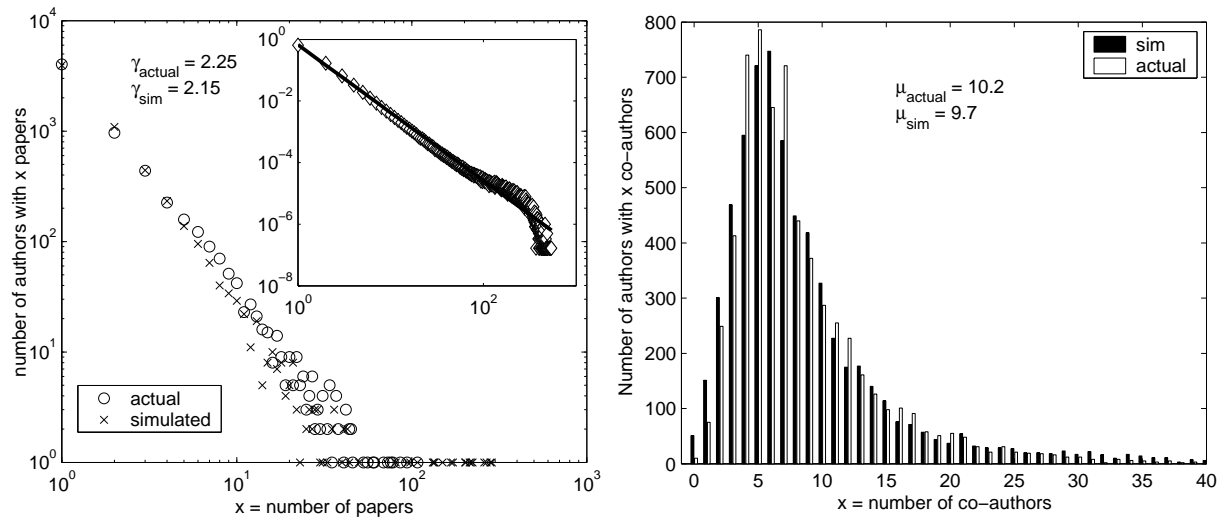 10^4
10^3
10^2
10^1
10^0
number of authors with x papers
γ_actual = 2.25
γ_sim = 2.15
10^0
10^-2
10^-4
10^-6
10^-8
10^0
10^2
actual
simulated
10^0
10^1
10^2
10^3
x = number of papers
800
700
600
500
400
300
200
100
0
Number of authors with x co-authors
sim
actual
μ_actual = 10.2
μ_sim = 9.7
0
5
10
15
20
25
30
35
40
x = number of co-authors